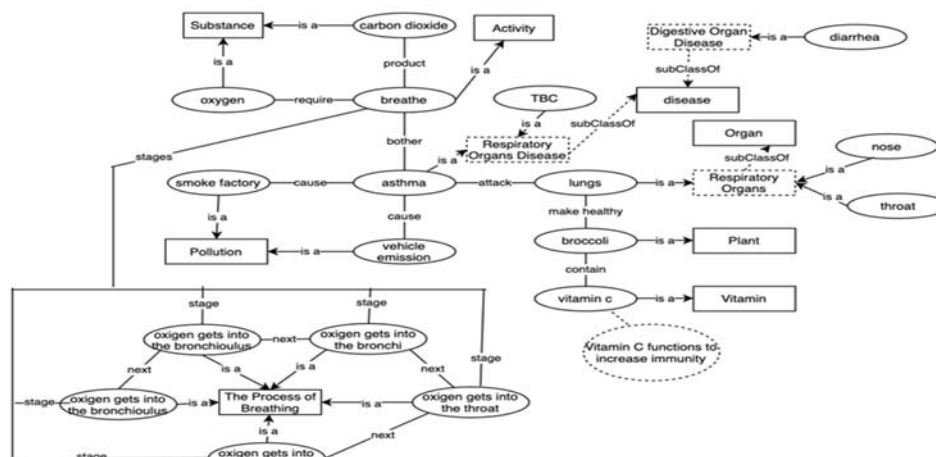 Substance
is a
carbon dioxide
Activity
Digestive Organ
Disease
is a
diarrhea
is a
product
is a
subClassOf
oxygen
require
breathe
TBC
disease
is a
subClassOf
Organ
bother
Respiratory
Organs Disease
stages
is a
subClassOf
nose
smoke factory
cause
asthma
attack
lungs
is a
Respiratory
Organs
is a
is a
throat
is a
cause
make healthy
Pollution
is a
vehicle
emission
broccoli
is a
Plant
contain
stage
stage
vitamin c
is a
Vitamin
oxigen gets into
the bronchioulus
next
oxigen gets into
the bronchi
Vitamin C functions to
increase immunity
stage
next
is a
is a
next
stage
oxigen gets into
the bronchioulus
is a
The Process of
Breathing
is a
oxigen gets into
the throat
is a
next
stage
oxigen gets into